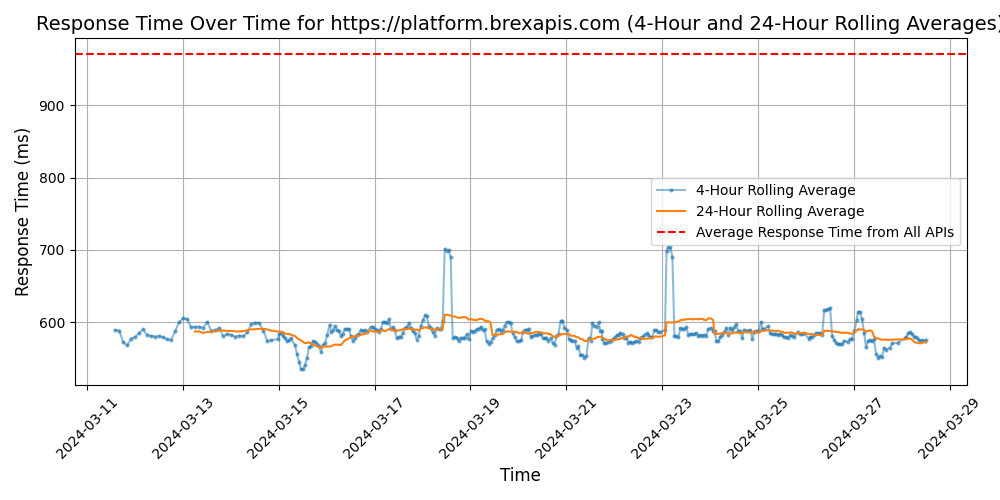 Response Time Over Time for https://platform.brexapis.com (4-Hour and 24-Hour Rolling Averages)
Response Time (ms)
900
800
700
600
4-Hour Rolling Average
24-Hour Rolling Average
Average Response Time from All APIs
2024-03-11
2024-03-13
2024-03-15
2024-03-17
2024-03-19
2024-03-21
2024-03-23
2024-03-25
2024-03-27
2024-03-29
Time